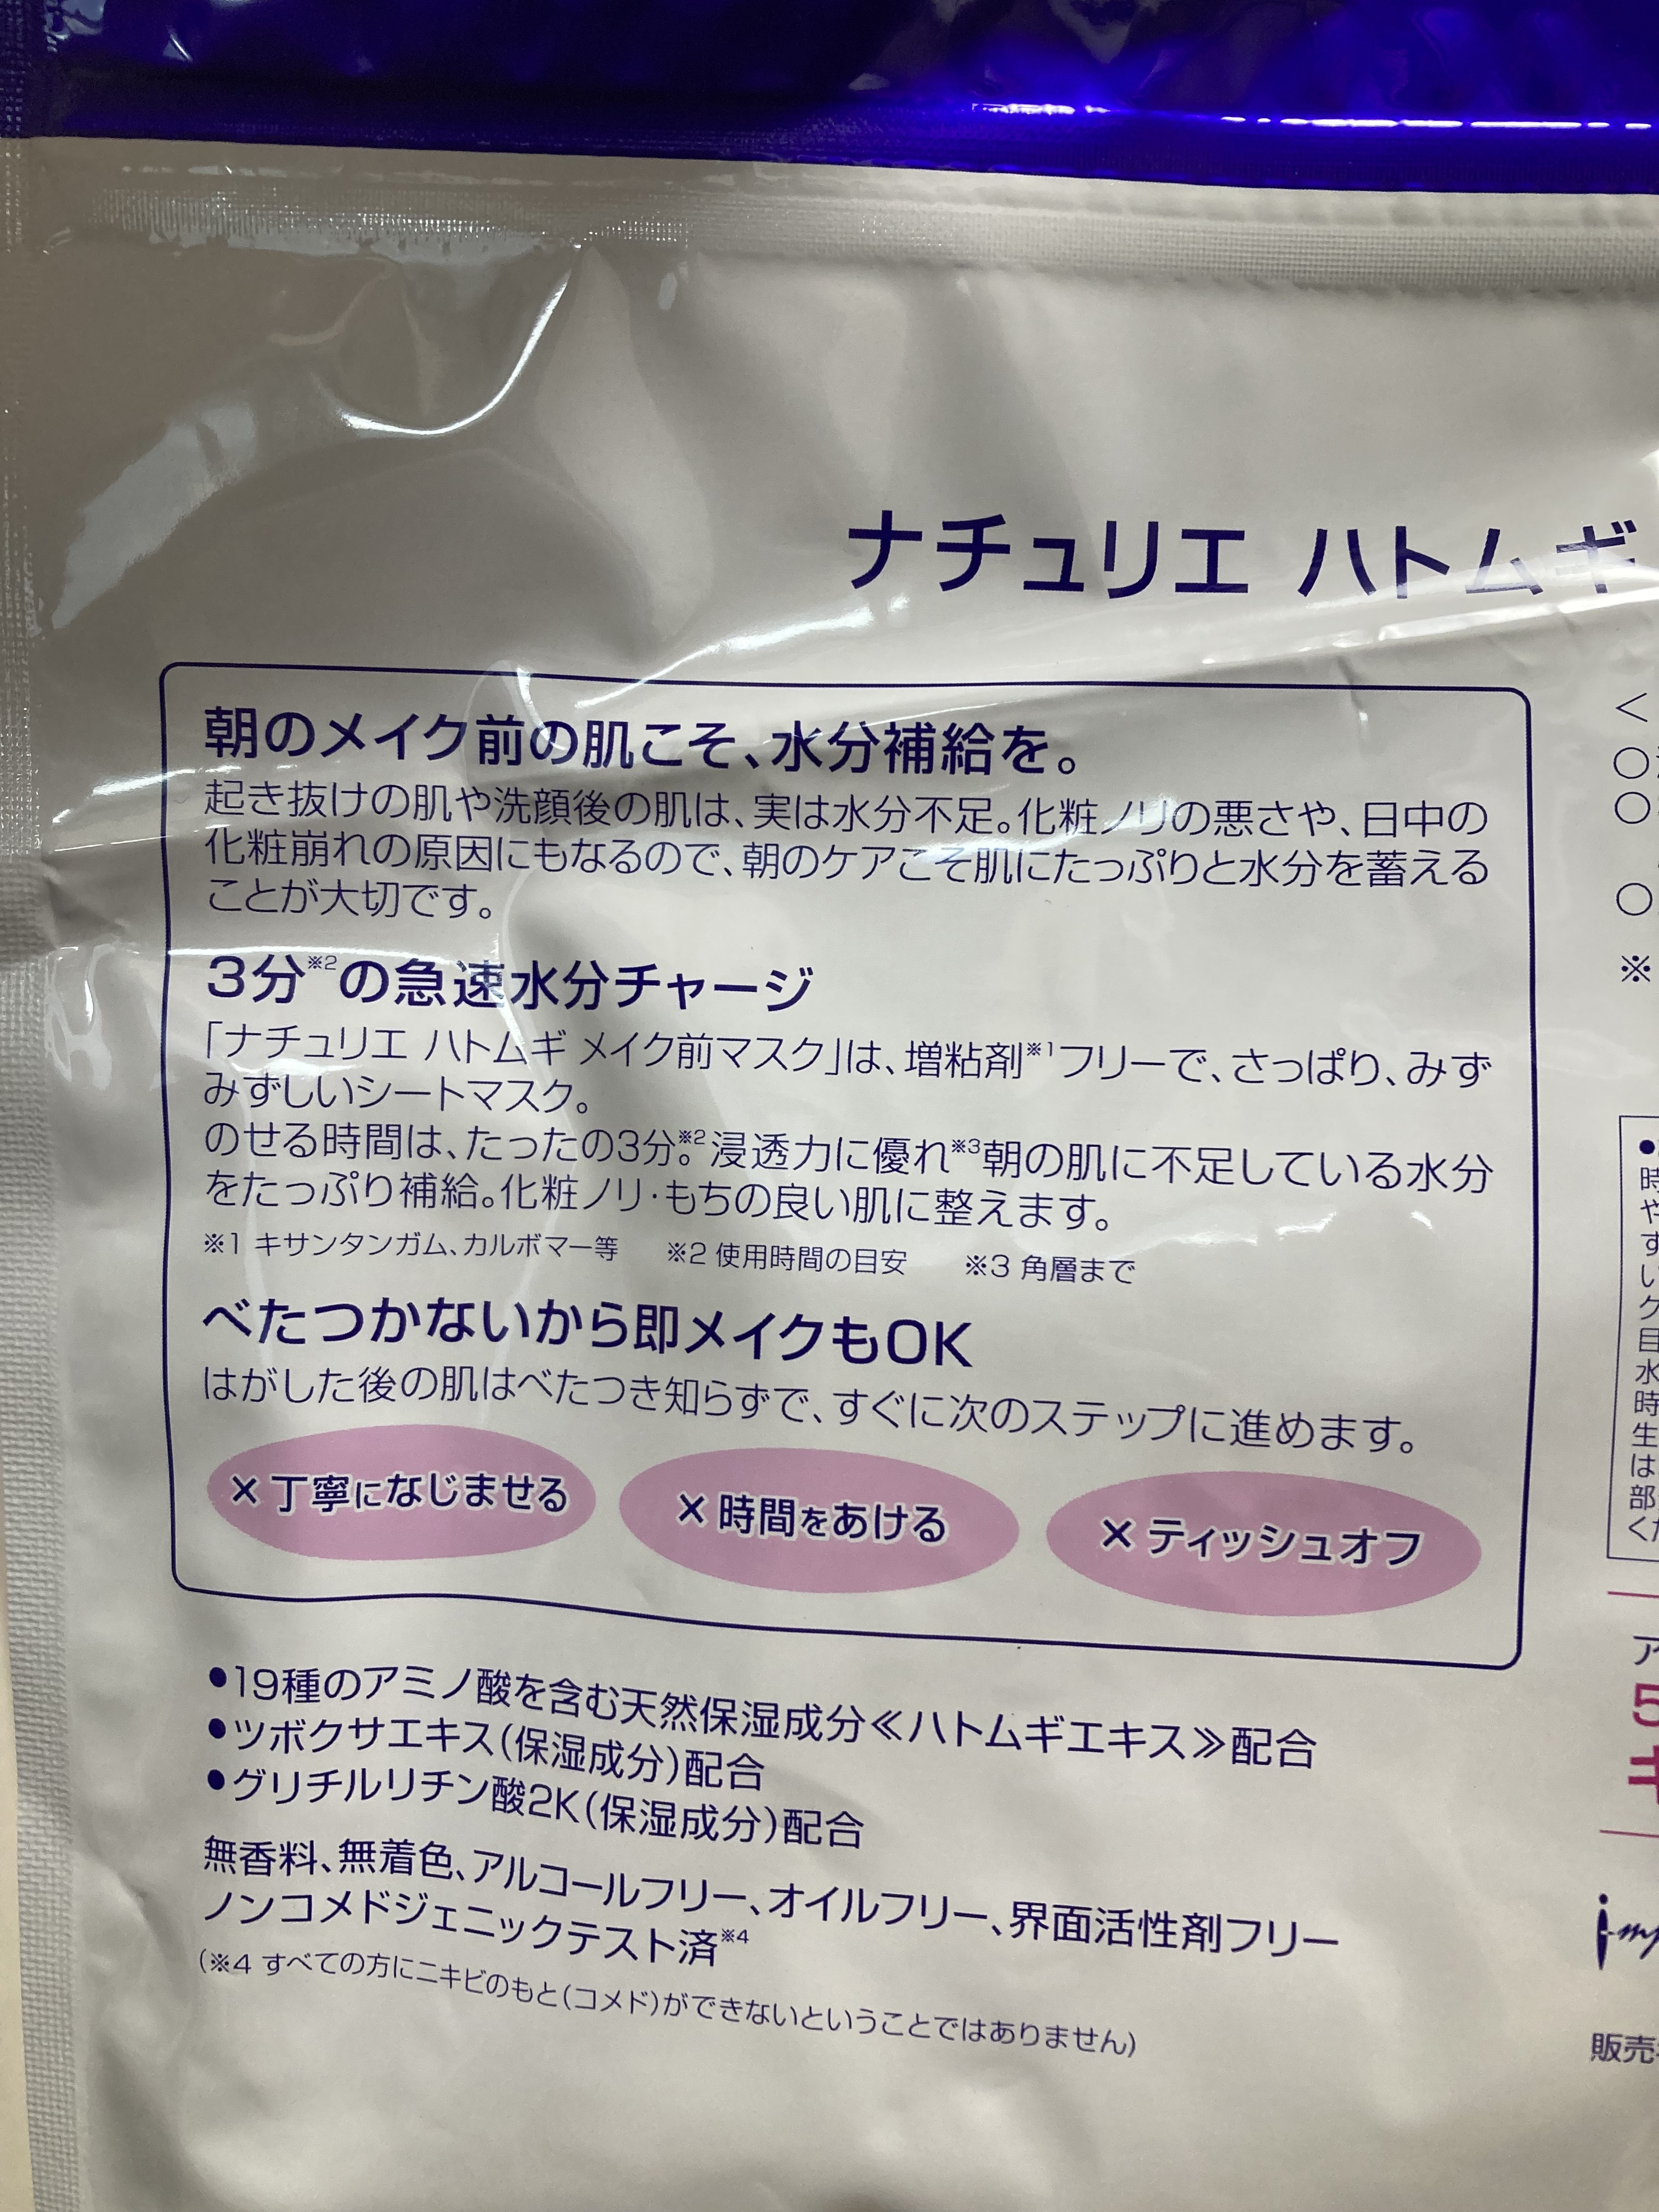 ナチュリエ ハトムギ
朝のメイク前の肌こそ、水分補給を。
起き抜けの肌や洗顔後の肌は、実は水分不足。化粧ノリの悪さや、日中の
化粧崩れの原因にもなるので、朝のケアこそ肌にたっぷりと水分を蓄える
ことが大切です。
3分※2の急速水分チャージ
「ナチュリエ ハトムギ メイク前マスク」は、増粘剤※1フリーで、さっぱり、みず
みずしいシートマスク。
のせる時間は、たったの3分※2。浸透力に優れ※3朝の肌に不足している水分
をたっぷり補給。化粧ノリ・もちの良い肌に整えます。
※1 キサンタンガム、カルボマー等 ※2 使用時間の目安 ※3 角層まで
べたつかないから即メイクもOK
はがした後の肌はべたつき知らずで、すぐに次のステップに進めます。
× 丁寧になじませる
× 時間をあける
× ティッシュオフ
●19種のアミノ酸を含む天然保湿成分≪ハトムギエキス≫配合
●ツボクサエキス(保湿成分)配合
●グリチルリチン酸2K(保湿成分)配合
無香料、無着色、アルコールフリー、オイルフリー、界面活性剤フリー
ノンコメドジェニックテスト済※4
(※4 すべての方にニキビのもと(コメド)ができないということではありません)
<
○
○
○
※
●
時
や
す
い
ク
目
水
時
生
は
部
く
ア
5
キ
販売